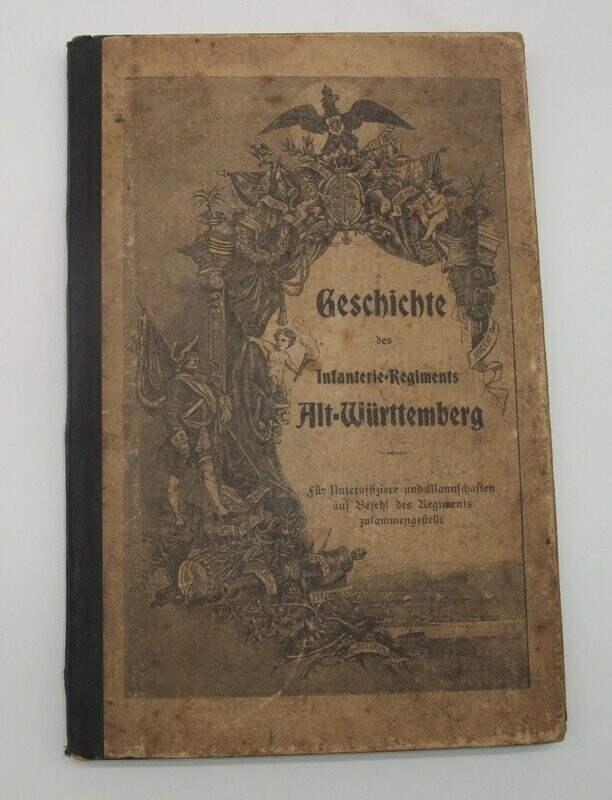 Geschichte
des
Infanterie-Regiments
Alt-Württemberg
Für Unteroffiziere und Mannschaften
auf Befehl des Regiments
zusammengestellt